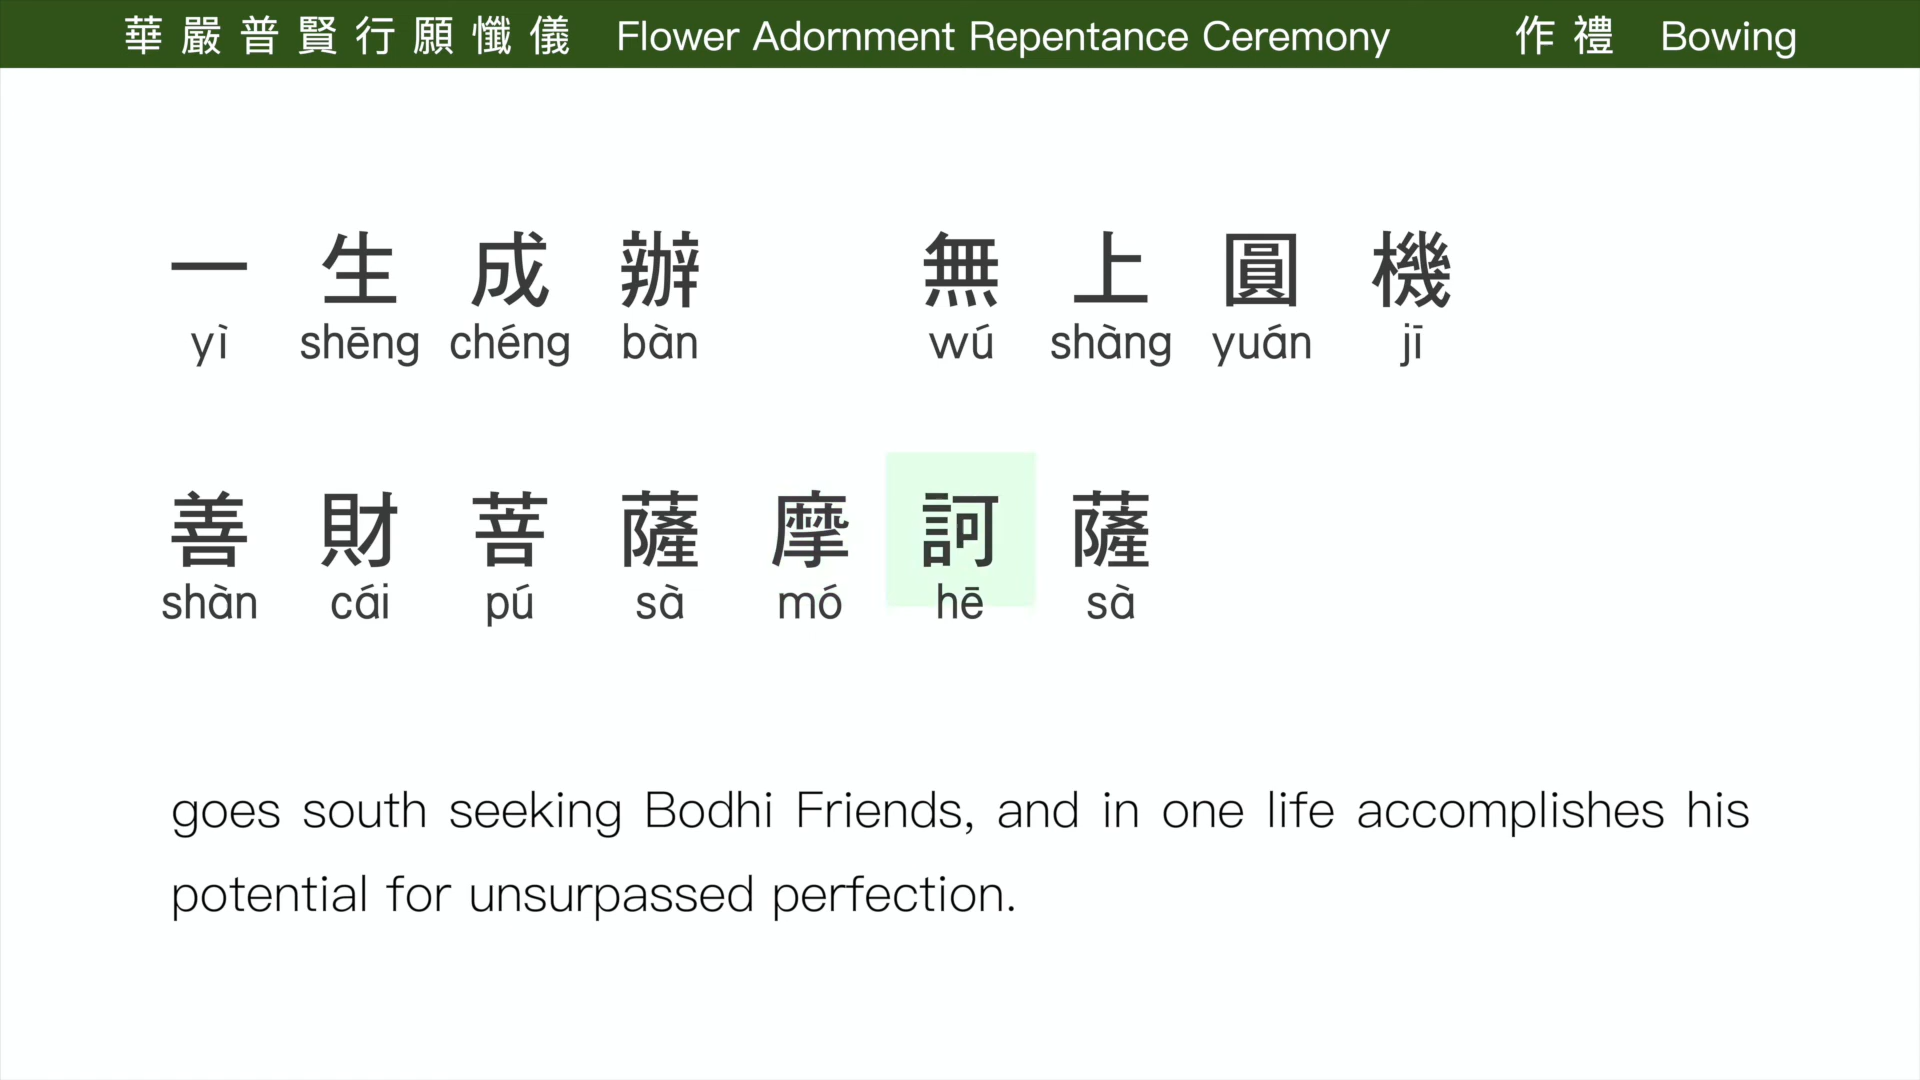 華嚴普賢行願懺儀 Flower Adornment Repentance Ceremony 作禮 Bowing
一生成辦 無上圓機
yì shēng chéng bàn wú shàng yuán jī
善財菩薩摩訶薩
shàn cái pú sà mó hē sà
goes south seeking Bodhi Friends, and in one life accomplishes his
potential for unsurpassed perfection.